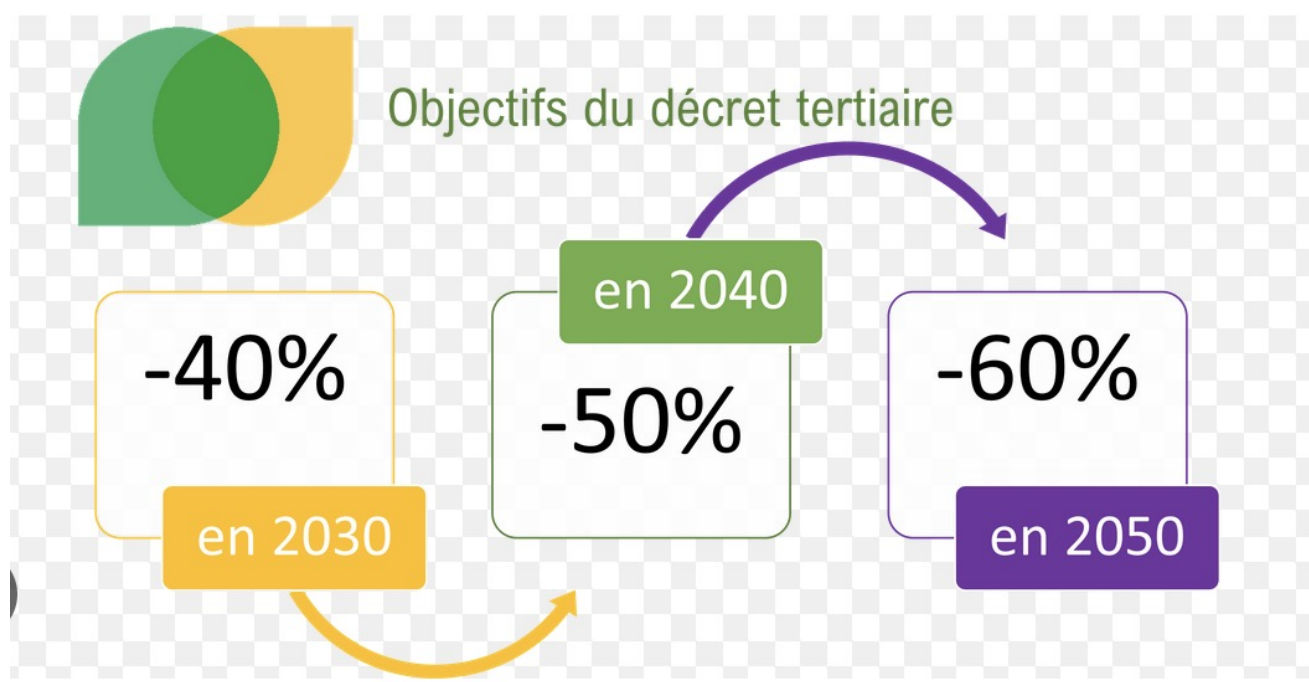 Objectifs du décret tertiaire
-40%
en 2030
en 2040
-50%
-60%
en 2050